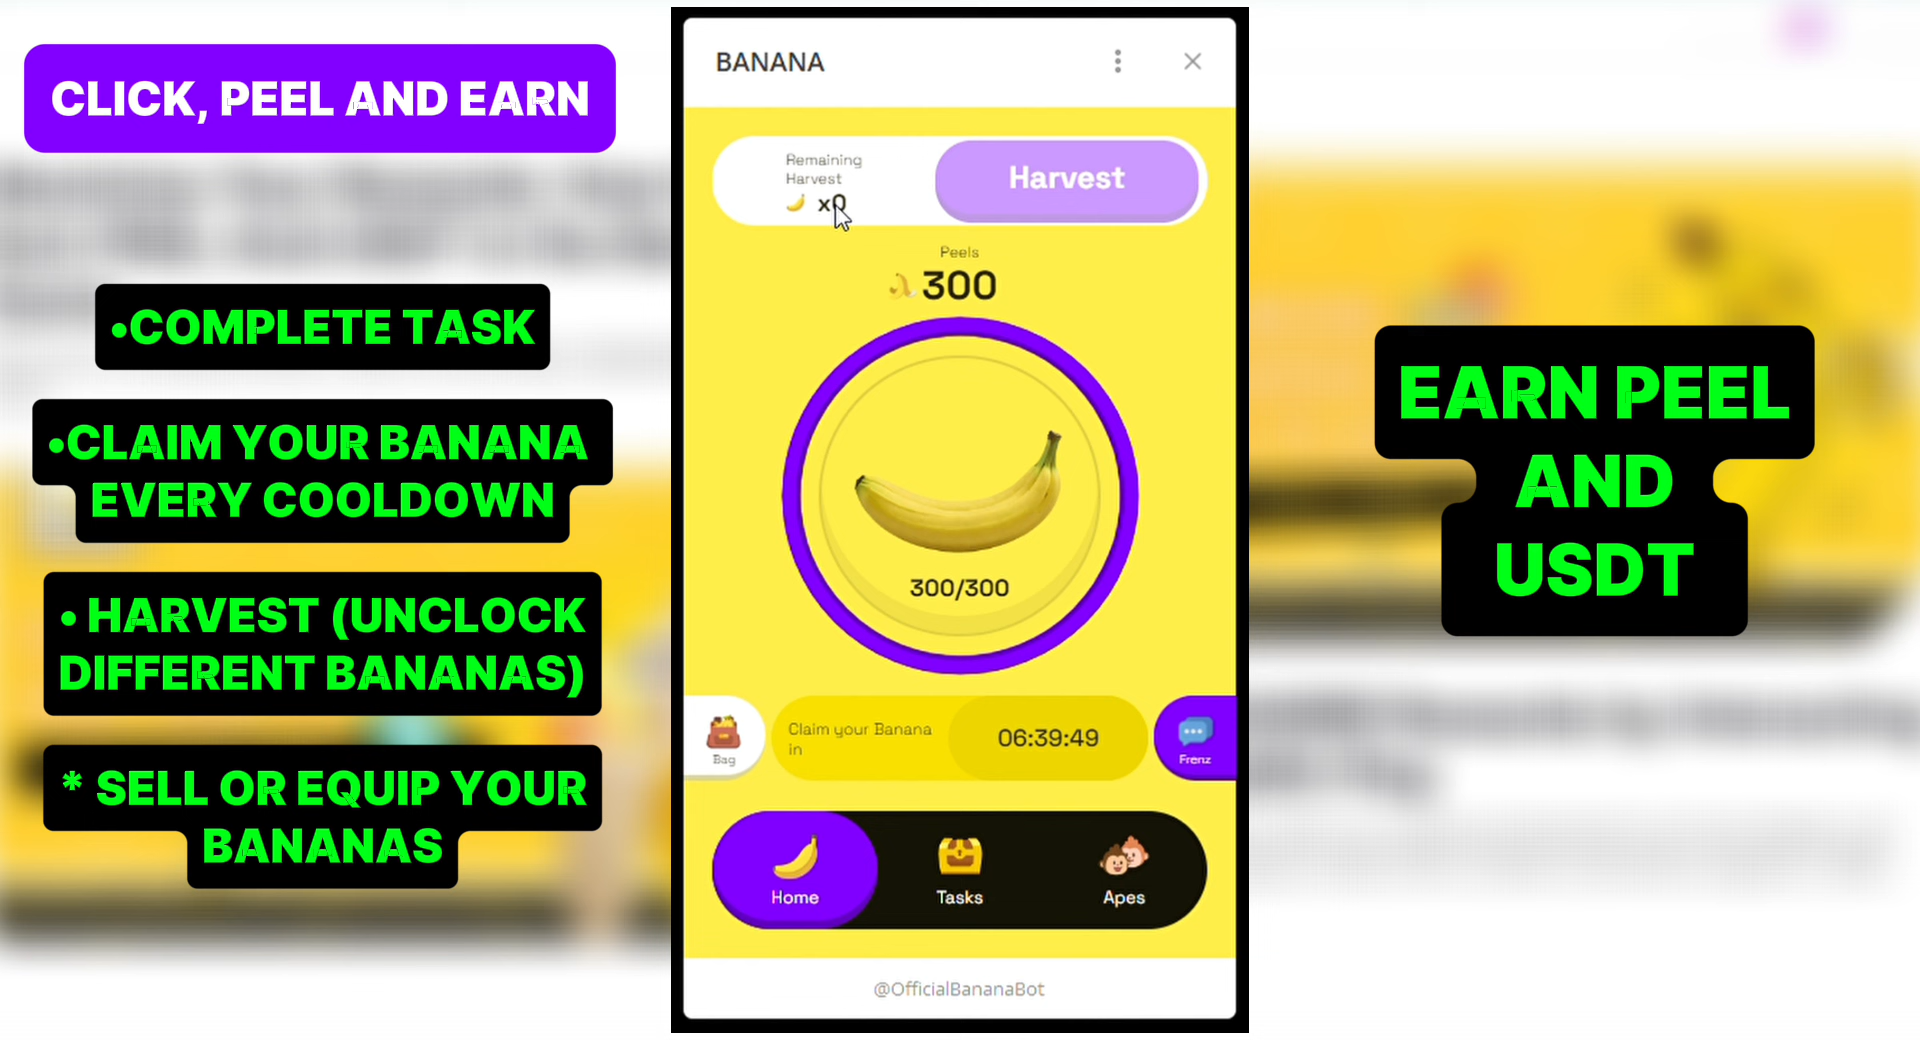 CLICK, PEEL AND EARN
•COMPLETE TASK
•CLAIM YOUR BANANA
EVERY COOLDOWN
• HARVEST (UNCLOCK
DIFFERENT BANANAS)
* SELL OR EQUIP YOUR
BANANAS
BANANA
Remaining
Harvest
x0
Harvest
Peels
300
300/300
Bag
Claim your Banana
in
06:39:49
Frenz
Home
Tasks
Apes
@OfficialBananaBot
EARN PEEL
AND
USDT